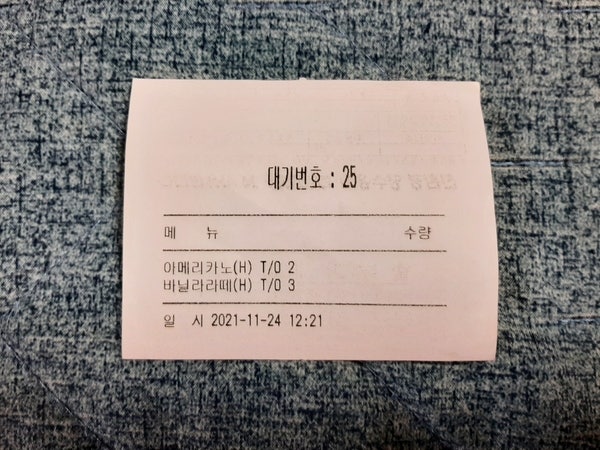 대기번호 : 25
메 뉴 수량
아메리카노(H) T/O 2
바닐라라떼(H) T/O 3
일 시 2021-11-24 12:21